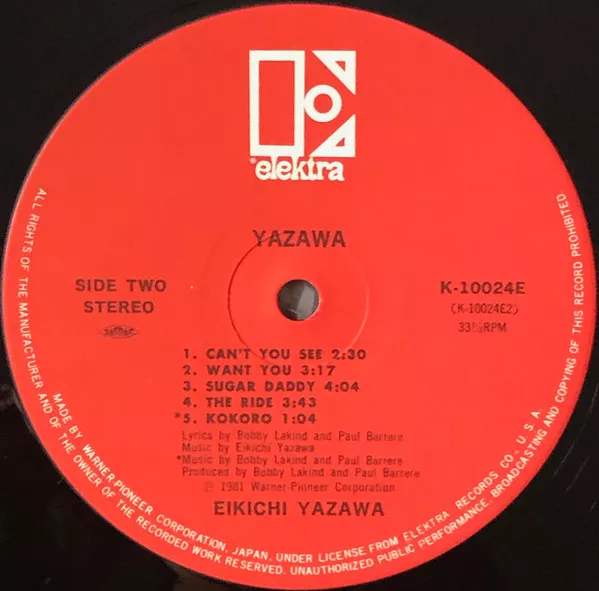 elektra
YAZAWA
SIDE TWO
STEREO
K-10024E
(K-10024E2)
33⅓RPM
1. CAN'T YOU SEE 2:30
2. WANT YOU 3:17
3. SUGAR DADDY 4:04
4. THE RIDE 3:43
*5. KOKORO 1:04
Lyrics by Bobby Lakind and Paul Barrere
Music by Eikichi Yazawa
*Music by Bobby Lakind and Paul Barrere
Produced by Bobby Lakind and Paul Barrere
Ⓟ 1981 Warner-Pioneer Corporation
EIKICHI YAZAWA
MADE BY WARNER PIONEER CORPORATION, JAPAN, UNDER LICENSE FROM ELEKTRA RECORDS CO., U.S.A.
ALL RIGHTS OF THE MANUFACTURER AND OF THE OWNER OF THE RECORDED WORK RESERVED. UNAUTHORIZED PUBLIC PERFORMANCE, BROADCASTING AND COPYING OF THIS RECORD PROHIBITED